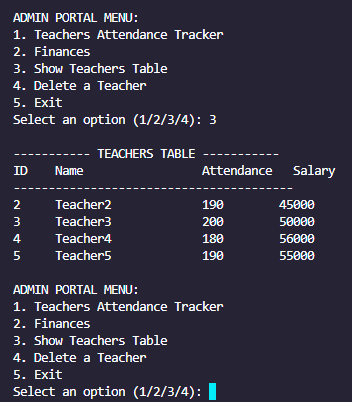 ADMIN PORTAL MENU:
1. Teachers Attendance Tracker
2. Finances
3. Show Teachers Table
4. Delete a Teacher
5. Exit
Select an option (1/2/3/4): 3
----------- TEACHERS TABLE -----------
ID    Name                 Attendance   Salary
----------------------------------------
2     Teacher2             190        45000
3     Teacher3             200        50000
4     Teacher4             180        56000
5     Teacher5             190        55000
ADMIN PORTAL MENU:
1. Teachers Attendance Tracker
2. Finances
3. Show Teachers Table
4. Delete a Teacher
5. Exit
Select an option (1/2/3/4):